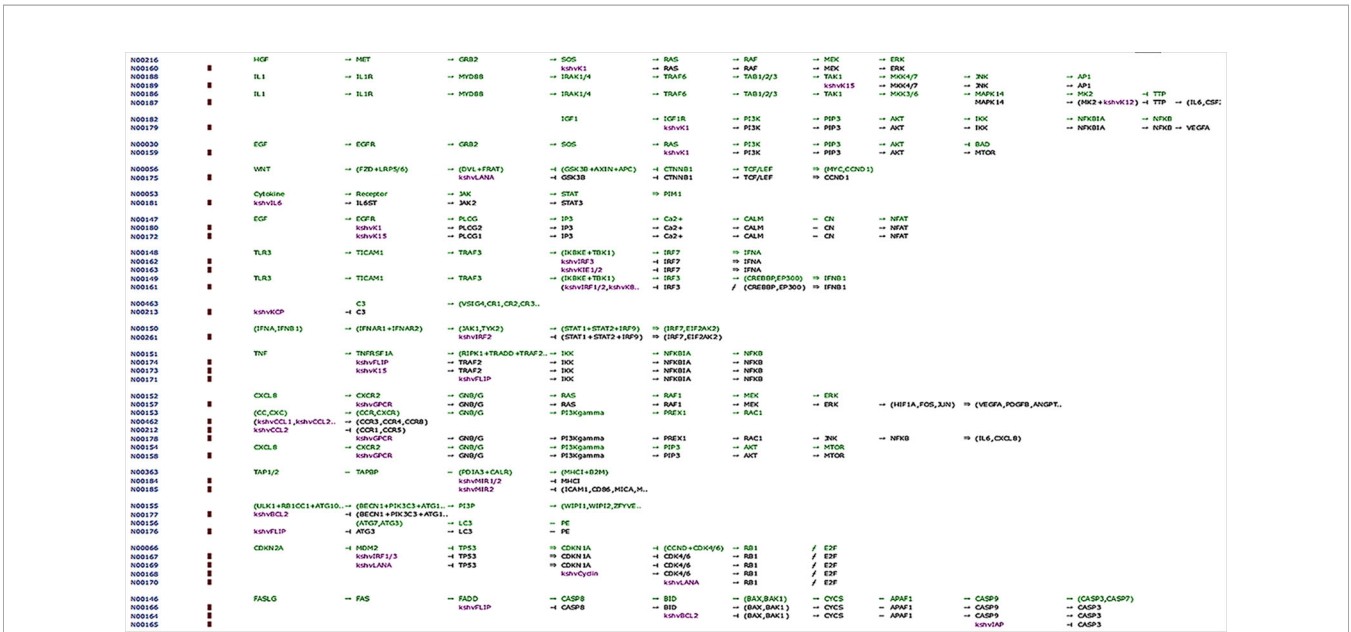 N00216 HGF → MET → GRB2 → SOS → RAS → RAF → MEK → ERK
N00160 kshvK1 → RAS → RAF → MEK → ERK
N00188 IL1 → IL1R → MYD88 → IRAK1/4 → TRAF6 → TAB1/2/3 → TAK1 → MKK4/7 → JNK → AP1
N00189 kshvK15 → MKK4/7 → JNK → AP1
N00186 IL1 → IL1R → MYD88 → IRAK1/4 → TRAF6 → TAB1/2/3 → TAK1 → MKK3/6 → MAPK14 → MK2 ⊣ TTP
N00187 MAPK14 → (MK2+kshvK12) ⊣ TTP → (IL6,CSF2
N00182 IGF1 → IGF1R → PI3K → PIP3 → AKT → IKK → NFKBIA → NFKB
N00179 kshvK1 → PI3K → PIP3 → AKT → IKK → NFKBIA → NFKB → VEGFA
N00030 EGF → EGFR → GRB2 → SOS → RAS → PI3K → PIP3 → AKT ⊣ BAD
N00159 kshvK1 → PI3K → PIP3 → AKT → MTOR
N00056 WNT → (FZD+LRP5/6) → (DVL+FRAT) ⊣ (GSK3B+AXIN+APC) ⊣ CTNNB1 → TCF/LEF ⇒ (MYC,CCND1)
N00175 kshvLANA ⊣ GSK3B ⊣ CTNNB1 → TCF/LEF ⇒ CCND1
N00053 Cytokine → Receptor → JAK → STAT ⇒ PIM1
N00181 kshvIL6 → IL6ST → JAK2 → STAT3
N00147 EGF → EGFR → PLCG → IP3 → Ca2+ → CALM – CN → NFAT
N00180 kshvK1 → PLCG2 → IP3 → Ca2+ → CALM – CN → NFAT
N00172 kshvK15 → PLCG1 → IP3 → Ca2+ → CALM – CN → NFAT
N00148 TLR3 → TICAM1 → TRAF3 → (IKBKE+TBK1) → IRF7 ⇒ IFNA
N00162 kshvIRF3 ⊣ IRF7 ⇒ IFNA
N00163 kshvKIE1/2 ⊣ IRF7 ⇒ IFNA
N00149 TLR3 → TICAM1 → TRAF3 → (IKBKE+TBK1) → IRF3 → (CREBBP,EP300) ⇒ IFNB1
N00161 (kshvIRF1/2,kshvK8.. ⊣ IRF3 / (CREBBP,EP300) ⇒ IFNB1
N00463 C3 → (VSIG4,CR1,CR2,CR3..
N00213 kshvKCP ⊣ C3
N00150 (IFNA,IFNB1) → (IFNAR1+IFNAR2) → (JAK1,TYK2) → (STAT1+STAT2+IRF9) ⇒ (IRF7,EIF2AK2)
N00261 kshvIRF2 ⊣ (STAT1+STAT2+IRF9) ⇒ (IRF7,EIF2AK2)
N00151 TNF → TNFRSF1A → (RIPK1+TRADD+TRAF2.. → IKK → NFKBIA → NFKB
N00174 kshvFLIP → TRAF2 → IKK → NFKBIA → NFKB
N00173 kshvK15 → TRAF2 → IKK → NFKBIA → NFKB
N00171 kshvFLIP → IKK → NFKBIA → NFKB
N00152 CXCL8 → CXCR2 → GNB/G → RAS → RAF1 → MEK → ERK
N00157 kshvGPCR → GNB/G → RAS → RAF1 → MEK → ERK → (HIF1A,FOS,JUN) ⇒ (VEGFA,PDGFB,ANGPT..
N00153 (CC,CXC) → (CCR,CXCR) → GNB/G → PI3Kgamma → PREX1 → RAC1
N00462 (kshvCCL1,kshvCCL2.. → (CCR3,CCR4,CCR8)
N00212 kshvCCL2 ⊣ (CCR1,CCR5)
N00178 kshvGPCR → GNB/G → PI3Kgamma → PREX1 → RAC1 → JNK → NFKB ⇒ (IL6,CXCL8)
N00154 CXCL8 → CXCR2 → GNB/G → PI3Kgamma → PIP3 → AKT → MTOR
N00158 kshvGPCR → GNB/G → PI3Kgamma → PIP3 → AKT → MTOR
N00363 TAP1/2 – TAPBP – (PDIA3+CALR) → (MHCI+B2M)
N00184 kshvMIR1/2 ⊣ MHCI
N00185 kshvMIR2 ⊣ (ICAM1,CD86,MICA,M..
N00155 (ULK1+RB1CC1+ATG10.. → (BECN1+PIK3C3+ATG1.. → PI3P → (WIPI1,WIPI2,ZFYVE..
N00177 kshvBCL2 ⊣ (BECN1+PIK3C3+ATG1..
N00156 (ATG7,ATG3) → LC3 – PE
N00176 kshvFLIP ⊣ ATG3 → LC3 – PE
N00066 CDKN2A ⊣ MDM2 ⊣ TP53 ⇒ CDKN1A ⊣ (CCND+CDK4/6) → RB1 / E2F
N00167 kshvIRF1/3 ⊣ TP53 ⇒ CDKN1A ⊣ CDK4/6 → RB1 / E2F
N00169 kshvLANA ⊣ TP53 ⇒ CDKN1A ⊣ CDK4/6 → RB1 / E2F
N00168 kshvCyclin → CDK4/6 → RB1 / E2F
N00170 kshvLANA → RB1 / E2F
N00146 FASLG → FAS → FADD → CASP8 → BID → (BAX,BAK1) → CYCS → APAF1 → CASP9 → (CASP3,CASP7)
N00166 kshvFLIP ⊣ CASP8 → BID → (BAX,BAK1) → CYCS → APAF1 → CASP9 → CASP3
N00164 kshvBCL2 ⊣ (BAX,BAK1) → CYCS → APAF1 → CASP9 → CASP3
N00165 kshvIAP ⊣ CASP3